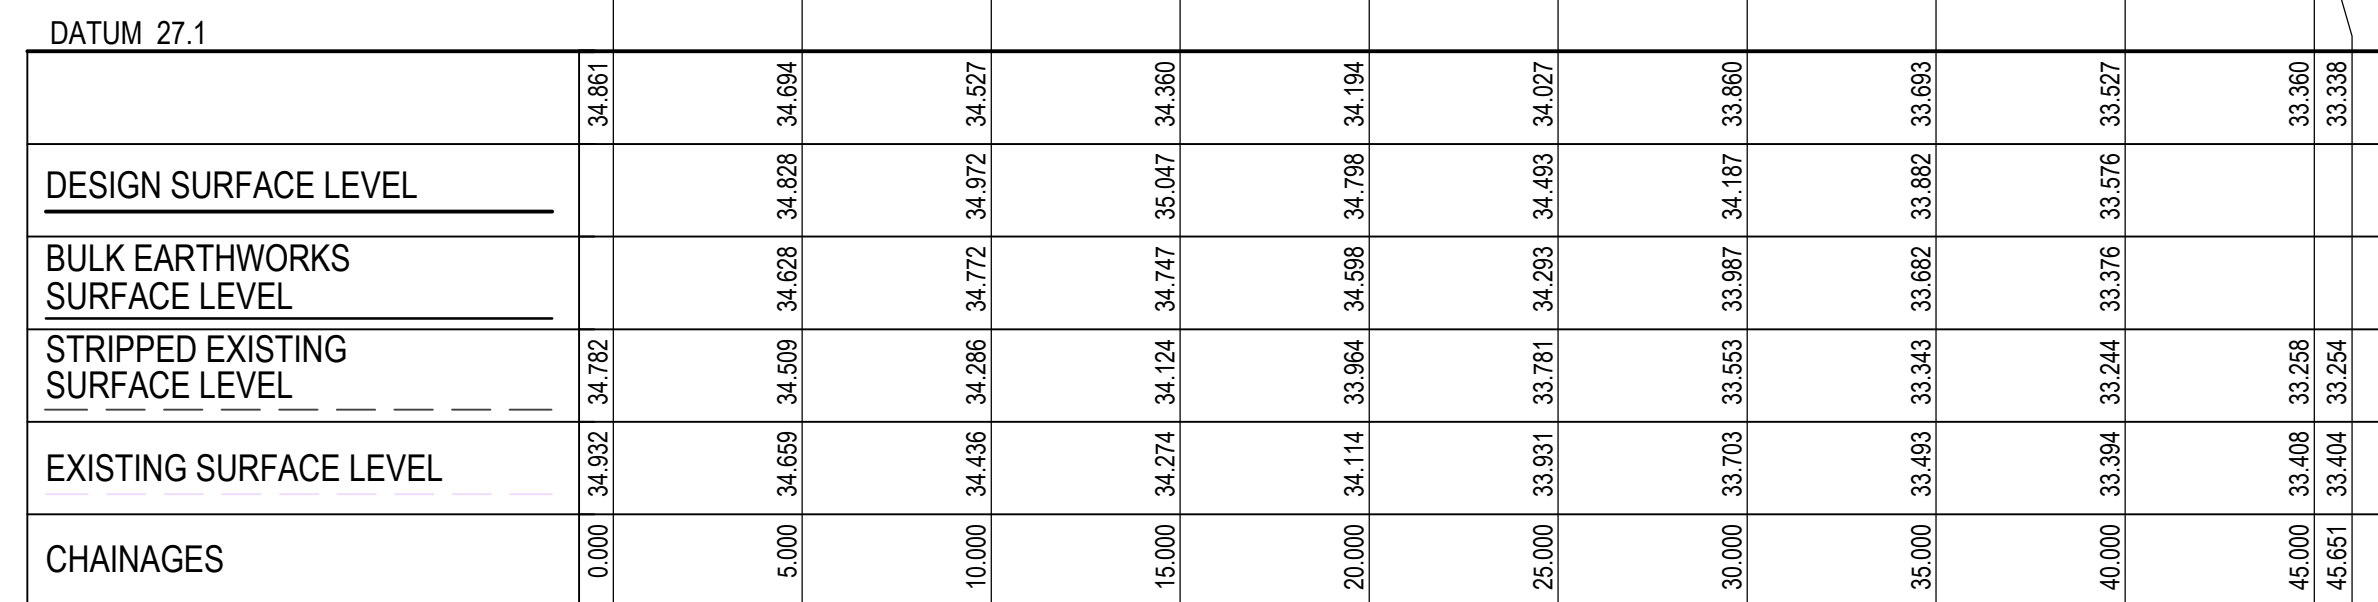 DATUM 27.1
34.861 34.694 34.527 34.360 34.194 34.027 33.860 33.693 33.527 33.360 33.338
DESIGN SURFACE LEVEL 34.828 34.972 35.047 34.798 34.493 34.187 33.882 33.576
BULK EARTHWORKS
SURFACE LEVEL 34.628 34.772 34.747 34.598 34.293 33.987 33.682 33.376
STRIPPED EXISTING
SURFACE LEVEL 34.782 34.509 34.286 34.124 33.964 33.781 33.553 33.343 33.244 33.258 33.254
EXISTING SURFACE LEVEL 34.932 34.659 34.436 34.274 34.114 33.931 33.703 33.493 33.394 33.408 33.404
CHAINAGES 0.000 5.000 10.000 15.000 20.000 25.000 30.000 35.000 40.000 45.000 45.651